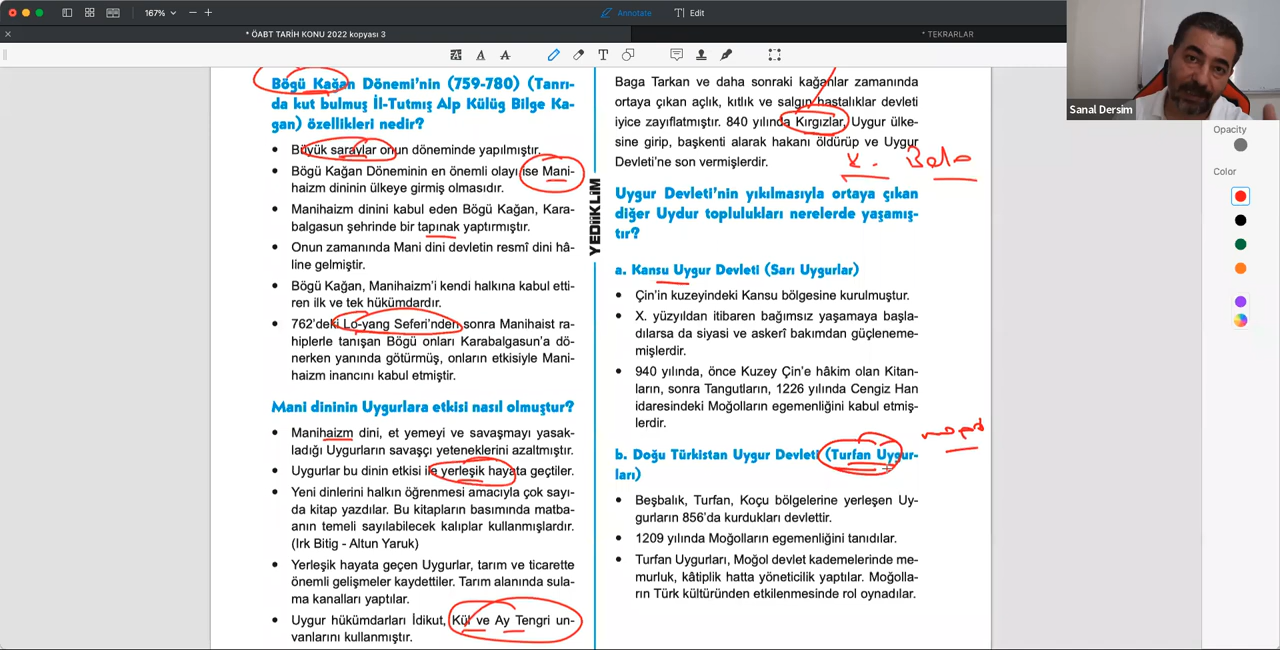 167%
Annotate
Edit
* ÖABT TARİH KONU 2022 kopyası 3
* TEKRARLAR
Sanal Dersim
Opacity
Color
Bögü Kağan Dönemi’nin (759-780) (Tanrı-
da kut bulmuş İl-Tutmış Alp Külüg Bilge Ka-
gan) özellikleri nedir?
• Büyük saraylar onun döneminde yapılmıştır.
• Bögü Kağan Döneminin en önemli olayı ise Mani-
haizm dininin ülkeye girmiş olmasıdır.
• Manihaizm dinini kabul eden Bögü Kağan, Kara-
balgasun şehrinde bir tapınak yaptırmıştır.
• Onun zamanında Mani dini devletin resmî dini hâ-
line gelmiştir.
• Bögü Kağan, Manihaizm’i kendi halkına kabul etti-
ren ilk ve tek hükümdardır.
• 762’deki Lo-yang Seferi’nden sonra Manihaist ra-
hiplerle tanışan Bögü onları Karabalgasun’a dö-
nerken yanında götürmüş, onların etkisiyle Mani-
haizm inancını kabul etmiştir.
Mani dininin Uygurlara etkisi nasıl olmuştur?
• Manihaizm dini, et yemeyi ve savaşmayı yasak-
ladığı Uygurların savaşçı yeteneklerini azaltmıştır.
• Uygurlar bu dinin etkisi ile yerleşik hayata geçtiler.
• Yeni dinlerini halkın öğrenmesi amacıyla çok sayı-
da kitap yazdılar. Bu kitapların basımında matba-
anın temeli sayılabilecek kalıplar kullanmışlardır.
(Irk Bitig - Altun Yaruk)
• Yerleşik hayata geçen Uygurlar, tarım ve ticarette
önemli gelişmeler kaydettiler. Tarım alanında sula-
ma kanalları yaptılar.
• Uygur hükümdarları İdikut, Kül ve Ay Tengri un-
vanlarını kullanmıştır.
YEDİİKLİM
Baga Tarkan ve daha sonraki kağanlar zamanında
ortaya çıkan açlık, kıtlık ve salgın hastalıklar devleti
iyice zayıflatmıştır. 840 yılında Kırgızlar, Uygur ülke-
sine girip, başkenti alarak hakanı öldürüp ve Uygur
Devleti’ne son vermişlerdir.
K. Bala
Uygur Devleti’nin yıkılmasıyla ortaya çıkan
diğer Uydur toplulukları nerelerde yaşamış-
tır?
a. Kansu Uygur Devleti (Sarı Uygurlar)
• Çin’in kuzeyindeki Kansu bölgesine kurulmuştur.
• X. yüzyıldan itibaren bağımsız yaşamaya başla-
dılarsa da siyasi ve askerî bakımdan güçleneme-
mişlerdir.
• 940 yılında, önce Kuzey Çin’e hâkim olan Kitan-
ların, sonra Tangutların, 1226 yılında Cengiz Han
idaresindeki Moğolların egemenliğini kabul etmiş-
lerdir.
b. Doğu Türkistan Uygur Devleti (Turfan Uygur-
ları)
• Beşbalık, Turfan, Koçu bölgelerine yerleşen Uy-
gurların 856’da kurdukları devlettir.
• 1209 yılında Moğolların egemenliğini tanıdılar.
• Turfan Uygurları, Moğol devlet kademelerinde me-
murluk, kâtiplik hatta yöneticilik yaptılar. Moğolla-
rın Türk kültüründen etkilenmesinde rol oynadılar.